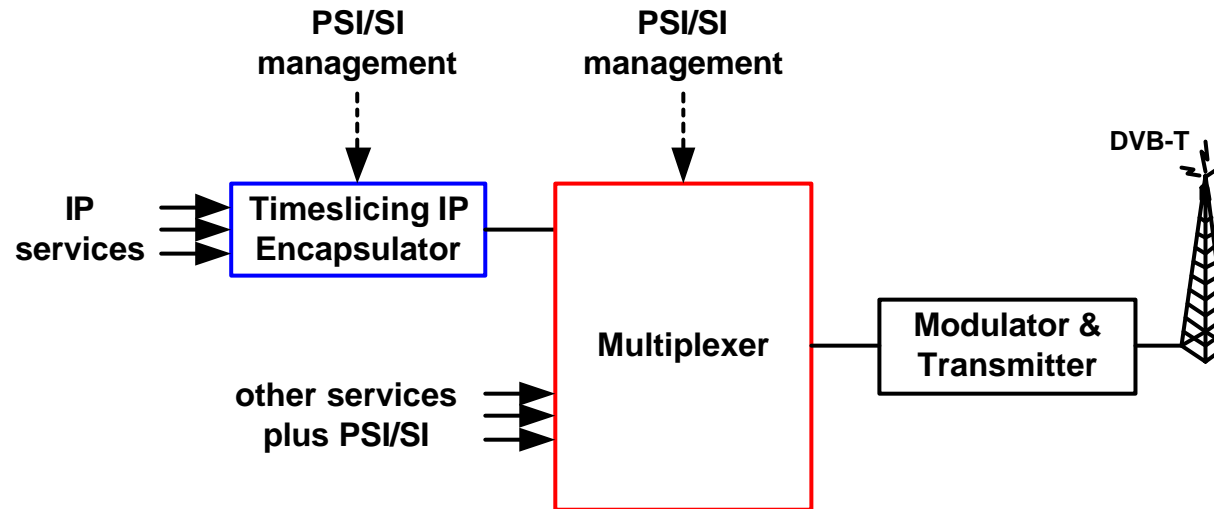 PSI/SI
management
PSI/SI
management
DVB-T
IP
services
Timeslicing IP
Encapsulator
Multiplexer
Modulator &
Transmitter
other services
plus PSI/SI